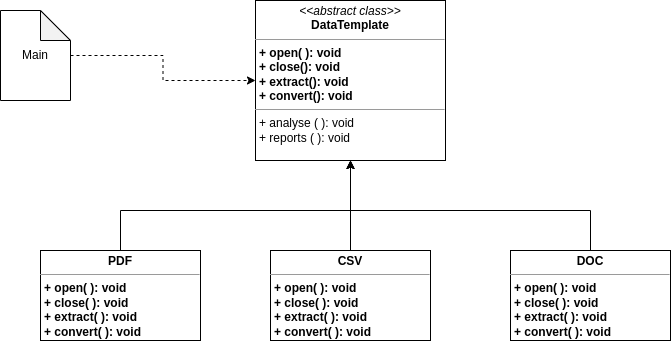 Main
<<abstract class>>
DataTemplate
+ open( ): void
+ close(): void
+ extract(): void
+ convert(): void
+ analyse ( ): void
+ reports ( ): void
PDF
+ open( ): void
+ close( ): void
+ extract( ): void
+ convert( ): void
CSV
+ open( ): void
+ close( ): void
+ extract( ): void
+ convert( ): void
DOC
+ open( ): void
+ close( ): void
+ extract( ): void
+ convert( ): void